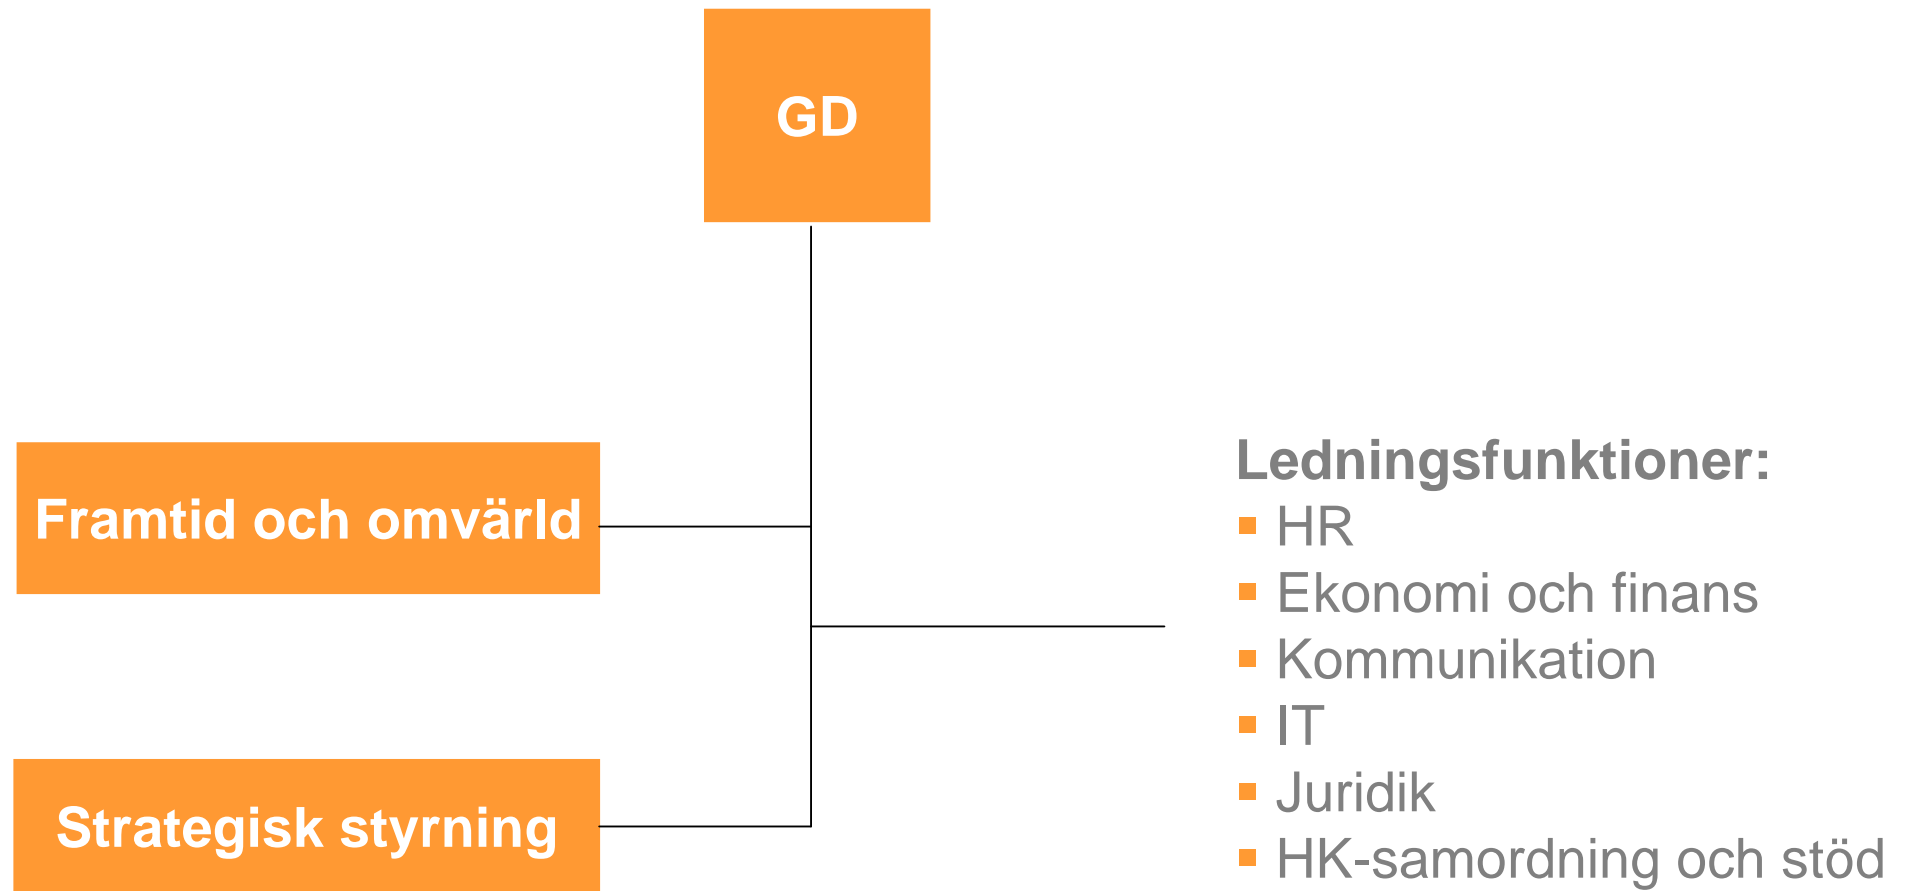 GD
Framtid och omvärld
Strategisk styrning
Ledningsfunktioner:
HR
Ekonomi och finans
Kommunikation
IT
Juridik
HK-samordning och stöd